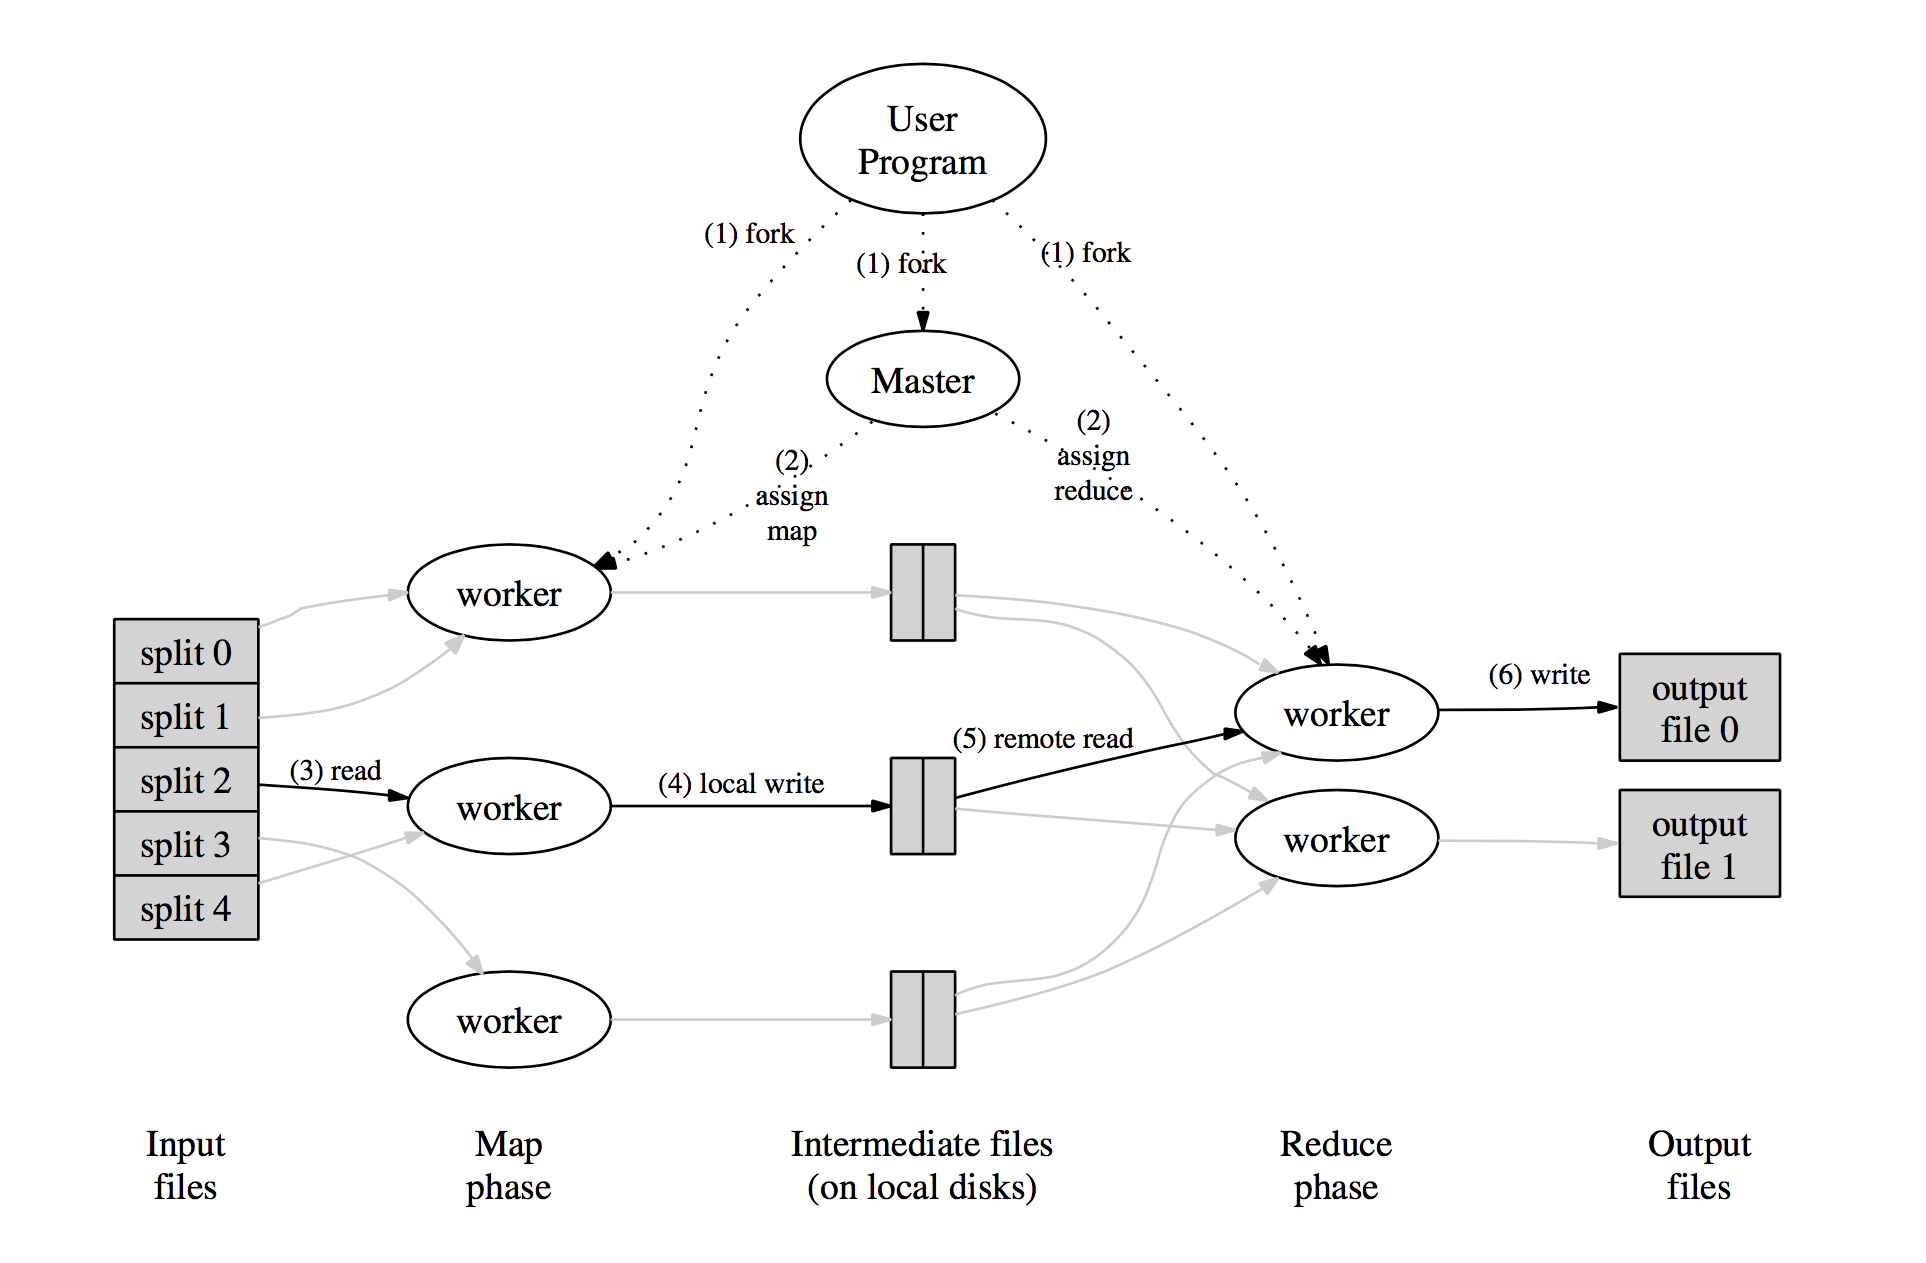 User
Program
(1) fork
(1) fork
(1) fork
Master
(2)
assign
map
(2)
assign
reduce
split 0
split 1
split 2
split 3
split 4
(3) read
worker
worker
worker
(4) local write
(5) remote read
worker
worker
(6) write
output
file 0
output
file 1
Input
files
Map
phase
Intermediate files
(on local disks)
Reduce
phase
Output
files